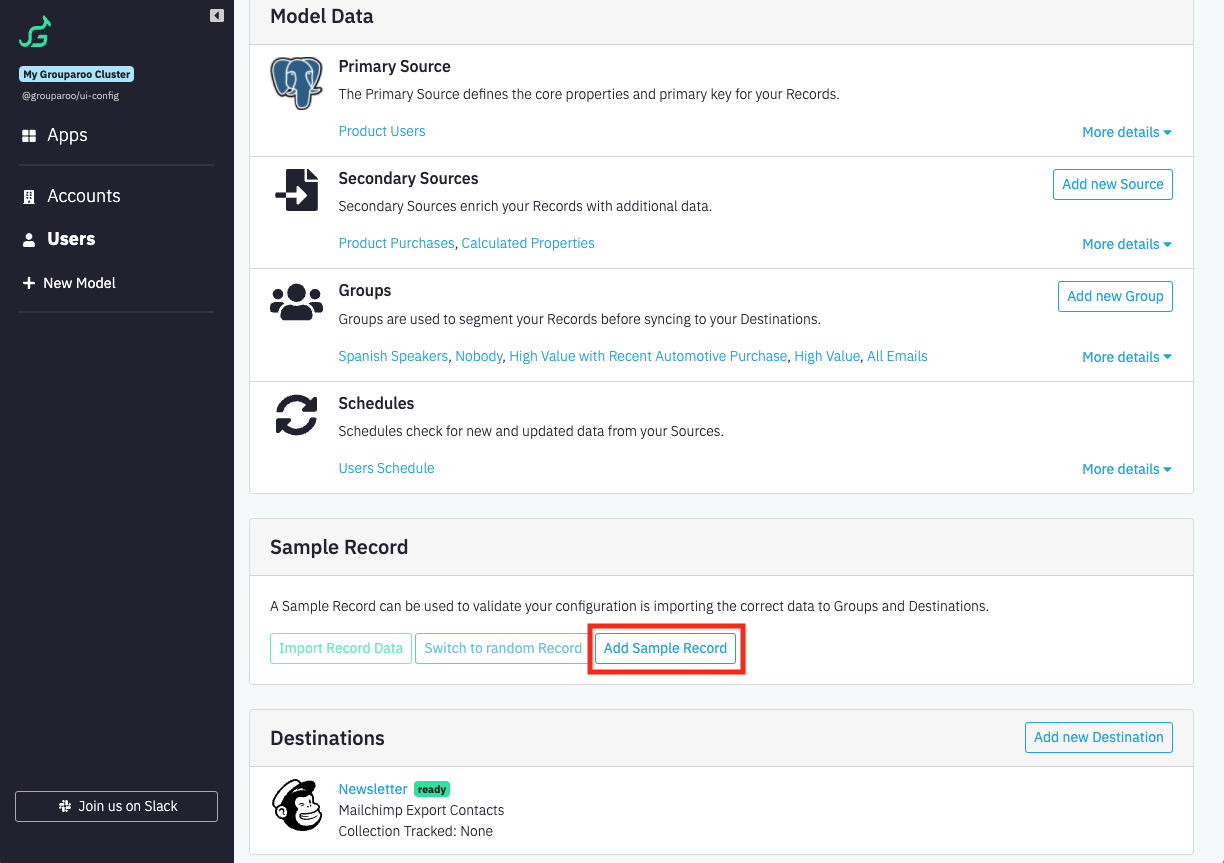 My Grouparoo Cluster
@grouparoo/ui-config
Apps
Accounts
Users
New Model
Join us on Slack
Model Data
Primary Source
The Primary Source defines the core properties and primary key for your Records.
Product Users
More details
Secondary Sources
Add new Source
Secondary Sources enrich your Records with additional data.
Product Purchases, Calculated Properties
More details
Groups
Add new Group
Groups are used to segment your Records before syncing to your Destinations.
Spanish Speakers, Nobody, High Value with Recent Automotive Purchase, High Value, All Emails
More details
Schedules
Schedules check for new and updated data from your Sources.
Users Schedule
More details
Sample Record
A Sample Record can be used to validate your configuration is importing the correct data to Groups and Destinations.
Import Record Data
Switch to random Record
Add Sample Record
Destinations
Add new Destination
Newsletter ready
Mailchimp Export Contacts
Collection Tracked: None